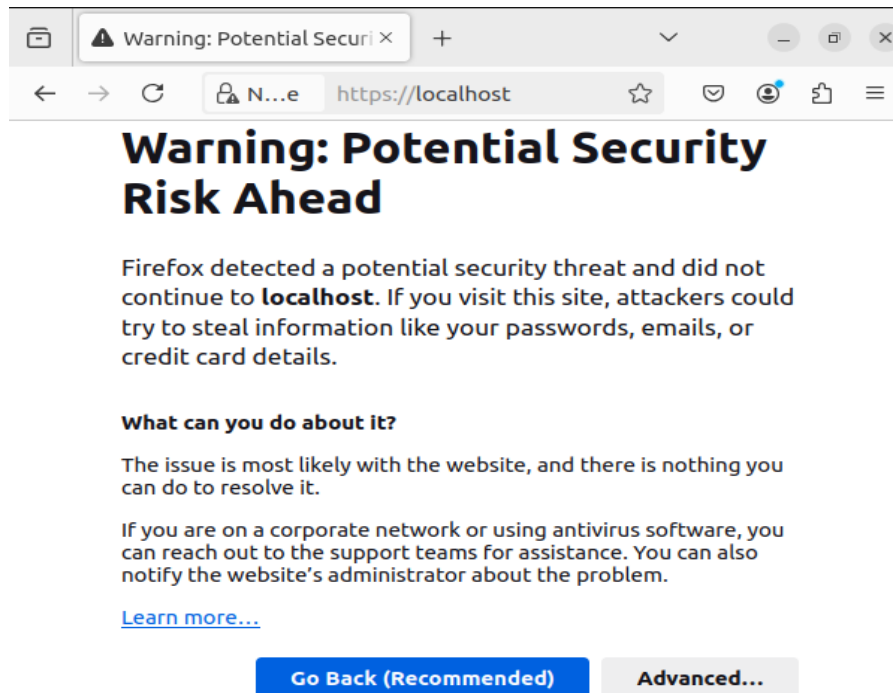 Warning: Potential Securi
N...e https://localhost
Warning: Potential Security
Risk Ahead
Firefox detected a potential security threat and did not
continue to localhost. If you visit this site, attackers could
try to steal information like your passwords, emails, or
credit card details.
What can you do about it?
The issue is most likely with the website, and there is nothing you
can do to resolve it.
If you are on a corporate network or using antivirus software, you
can reach out to the support teams for assistance. You can also
notify the website’s administrator about the problem.
Learn more…
Go Back (Recommended) Advanced...